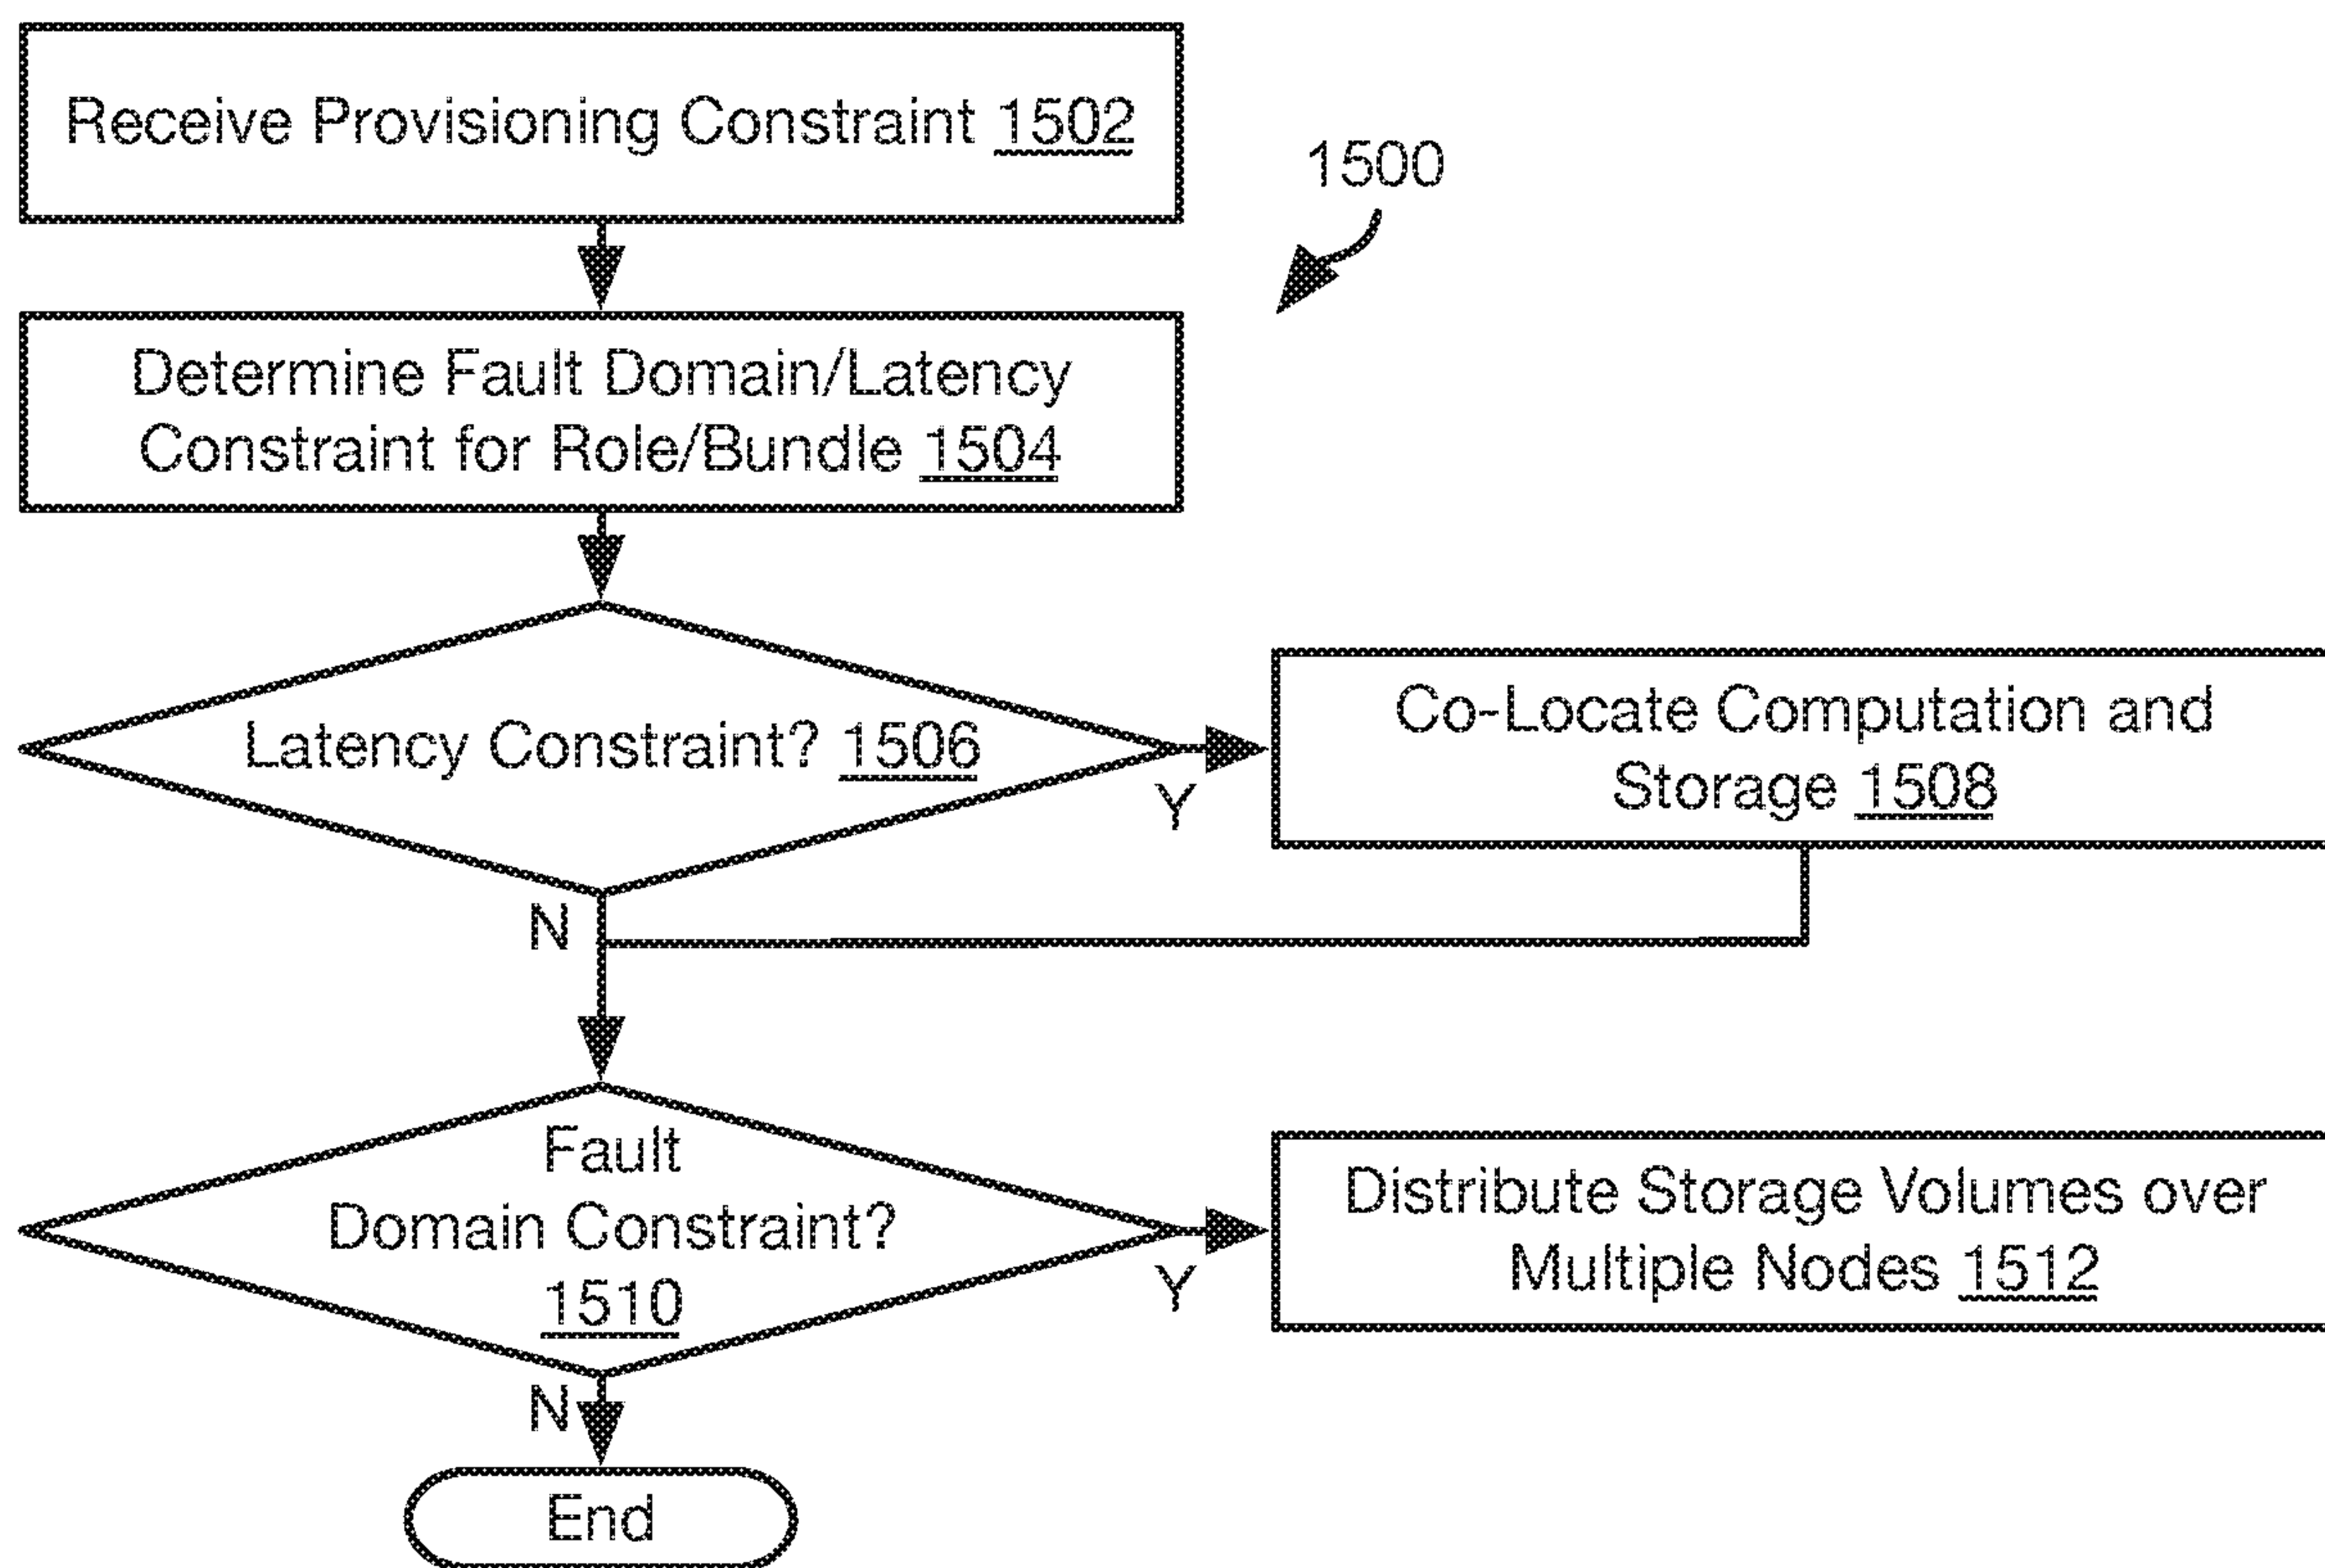 Receive Provisioning Constraint 1502
1500
Determine Fault Domain/Latency
Constraint for Role/Bundle 1504
Latency Constraint? 1506
Y
Co-Locate Computation and
Storage 1508
N
Fault
Domain Constraint?
1510
Y
Distribute Storage Volumes over
Multiple Nodes 1512
N
End